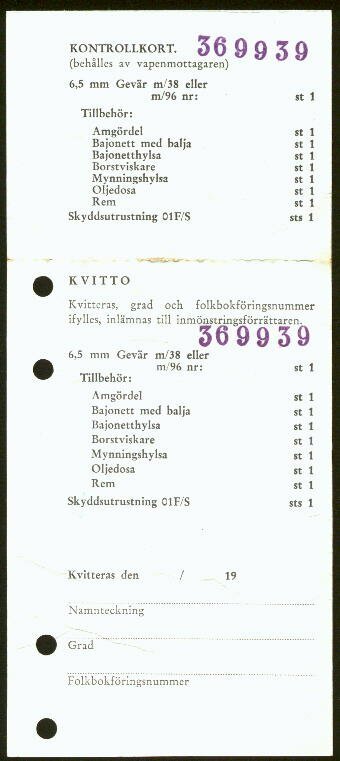 KONTROLLKORT. 369939
(behålles av vapenmottagaren)
6,5 mm Gevär m/38 eller
m/96 nr: st 1
Tillbehör:
Amgördel st 1
Bajonett med balja st 1
Bajonetthylsa st 1
Borstviskare st 1
Mynningshylsa st 1
Oljedosa st 1
Rem st 1
Skyddsutrustning 01F/S sts 1
KVITTO
Kvitteras, grad och folkbokföringsnummer
ifylles, inlämnas till inmönstringsförrättaren.
369939
6,5 mm Gevär m/38 eller
m/96 nr: st 1
Tillbehör:
Amgördel st 1
Bajonett med balja st 1
Bajonetthylsa st 1
Borstviskare st 1
Mynningshylsa st 1
Oljedosa st 1
Rem st 1
Skyddsutrustning 01F/S sts 1
Kvitteras den / 19
Namnteckning
Grad
Folkbokföringsnummer